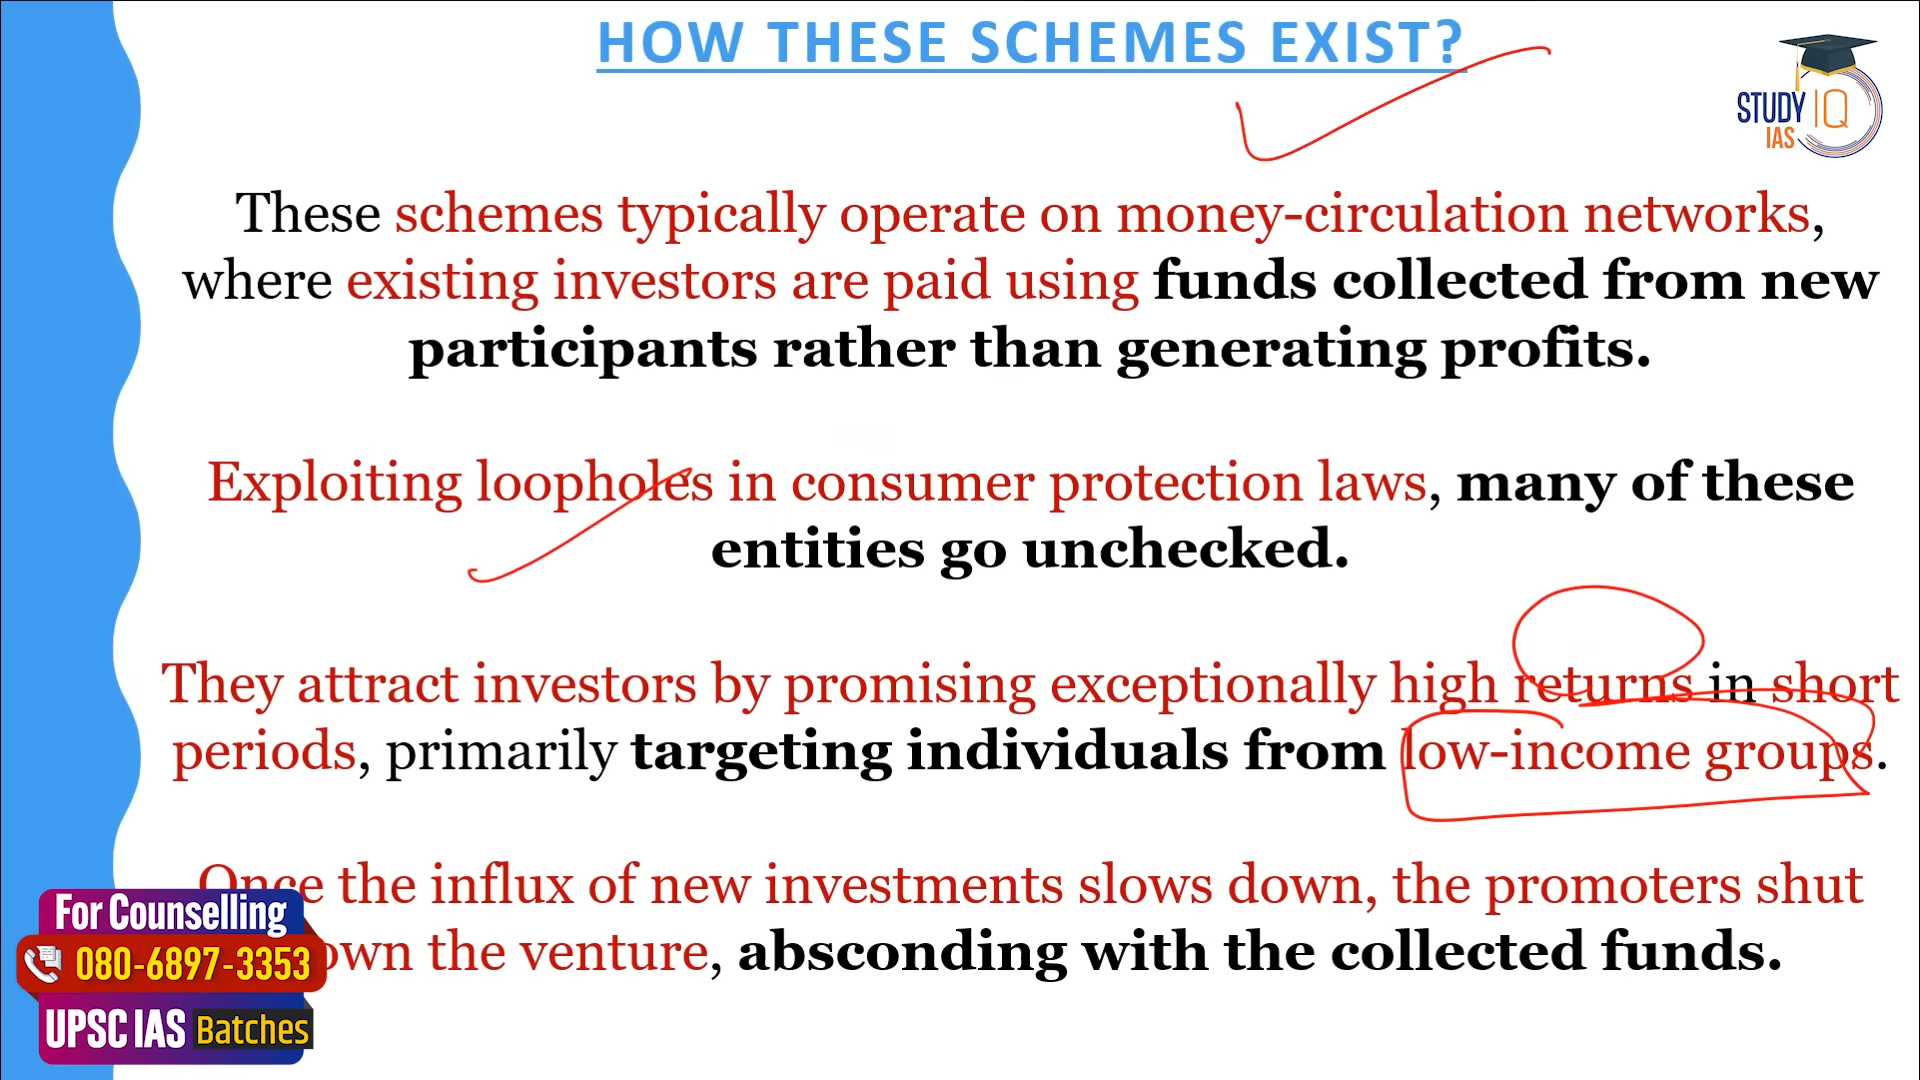 HOW THESE SCHEMES EXIST?
STUDY IQ
IAS
These schemes typically operate on money-circulation networks,
where existing investors are paid using funds collected from new
participants rather than generating profits.
Exploiting loopholes in consumer protection laws, many of these
entities go unchecked.
They attract investors by promising exceptionally high returns in short
periods, primarily targeting individuals from low-income groups.
Once the influx of new investments slows down, the promoters shut
own the venture, absconding with the collected funds.
For Counselling
080-6897-3353
UPSC IAS Batches